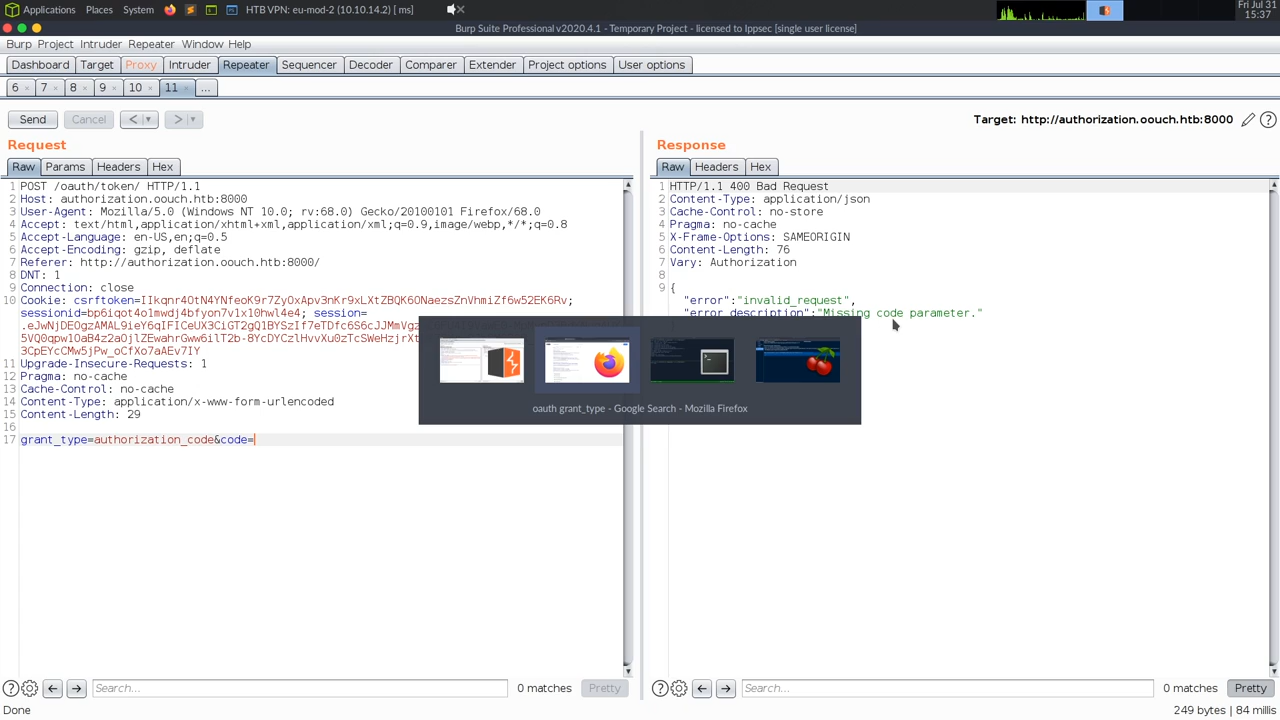 Applications Places System HTB VPN: eu-mod-2 (10.10.14.2) [ ms]
Fri Jul 31
15:37
Burp Suite Professional v2020.4.1 - Temporary Project - licensed to Ippsec [single user license]
Burp Project Intruder Repeater Window Help
Dashboard Target Proxy Intruder Repeater Sequencer Decoder Comparer Extender Project options User options
6 × 7 × 8 × 9 × 10 × 11 × ...
Send Cancel < >
Target: http://authorization.oouch.htb:8000
Request
Raw Params Headers Hex
1 POST /oauth/token/ HTTP/1.1
2 Host: authorization.oouch.htb:8000
3 User-Agent: Mozilla/5.0 (Windows NT 10.0; rv:68.0) Gecko/20100101 Firefox/68.0
4 Accept: text/html,application/xhtml+xml,application/xml;q=0.9,image/webp,*/*;q=0.8
5 Accept-Language: en-US,en;q=0.5
6 Accept-Encoding: gzip, deflate
7 Referer: http://authorization.oouch.htb:8000/
8 DNT: 1
9 Connection: close
10 Cookie: csrftoken=
sessionid=
session=
11 Upgrade-Insecure-Requests: 1
12 Pragma: no-cache
13 Cache-Control: no-cache
14 Content-Type: application/x-www-form-urlencoded
15 Content-Length: 29
16
17 grant_type=authorization_code&code=
Response
Raw Headers Hex
1 HTTP/1.1 400 Bad Request
2 Content-Type: application/json
3 Cache-Control: no-store
4 Pragma: no-cache
5 X-Frame-Options: SAMEORIGIN
6 Content-Length: 76
7 Vary: Authorization
8
9 {
"error":"invalid_request",
"error_description":"Missing code parameter."
oauth grant_type - Google Search - Mozilla Firefox
? Search... 0 matches Pretty
? Search... 0 matches Pretty
Done
249 bytes | 84 millis